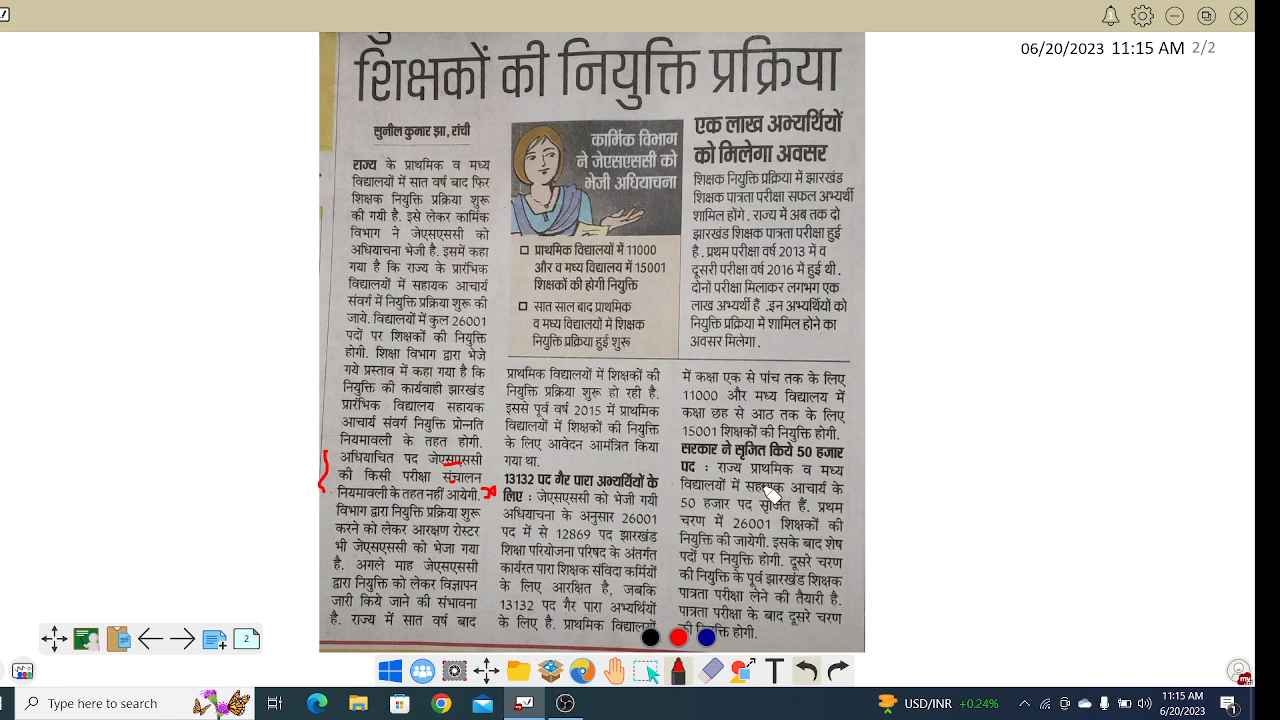 06/20/2023 11:15 AM 2/2
शिक्षकों की नियुक्ति प्रक्रिया
सुनील कुमार झा, रांची
राज्य के प्राथमिक व मध्य
विद्यालयों में सात वर्ष बाद फिर
शिक्षक नियुक्ति प्रक्रिया शुरू
की गयी है. इसे लेकर कार्मिक
विभाग ने जेएसएससी को
अधियाचना भेजी है. इसमें कहा
गया है कि राज्य के प्रारंभिक
विद्यालयों में सहायक आचार्य
संवर्ग में नियुक्ति प्रक्रिया शुरू की
जाये. विद्यालयों में कुल 26001
पदों पर शिक्षकों की नियुक्ति
होगी. शिक्षा विभाग द्वारा भेजे
गये प्रस्ताव में कहा गया है कि
नियुक्ति की कार्यवाही झारखंड
प्रारंभिक विद्यालय सहायक
आचार्य संवर्ग नियुक्ति प्रोन्नति
नियमावली के तहत होगी.
अधियाचित पद जेएसएससी
की किसी परीक्षा संचालन
नियमावली के तहत नहीं आयेगी.
विभाग द्वारा नियुक्ति प्रक्रिया शुरू
करने को लेकर आरक्षण रोस्टर
भी जेएसएससी को भेजा गया
है. अगले माह जेएसएससी
द्वारा नियुक्ति को लेकर विज्ञापन
जारी किये जाने की संभावना
है. राज्य में सात वर्ष बाद
कार्मिक विभाग
ने जेएसएससी को
भेजी अधियाचना
प्राथमिक विद्यालयों में 11000
और व मध्य विद्यालय में 15001
शिक्षकों की होगी नियुक्ति
सात साल बाद प्राथमिक
व मध्य विद्यालयों में शिक्षक
नियुक्ति प्रक्रिया हुई शुरू
एक लाख अभ्यर्थियों
को मिलेगा अवसर
शिक्षक नियुक्ति प्रक्रिया में झारखंड
शिक्षक पात्रता परीक्षा सफल अभ्यर्थी
शामिल होंगे . राज्य में अब तक दो
झारखंड शिक्षक पात्रता परीक्षा हुई
है . प्रथम परीक्षा वर्ष 2013 में व
दूसरी परीक्षा वर्ष 2016 में हुई थी .
दोनों परीक्षा मिलाकर लगभग एक
लाख अभ्यर्थी हैं .इन अभ्यर्थियों को
नियुक्ति प्रक्रिया में शामिल होने का
अवसर मिलेगा .
प्राथमिक विद्यालयों में शिक्षकों की
नियुक्ति प्रक्रिया शुरू हो रही है.
इससे पूर्व वर्ष 2015 में प्राथमिक
विद्यालयों में शिक्षकों की नियुक्ति
के लिए आवेदन आमंत्रित किया
गया था.
13132 पद गैर पारा अभ्यर्थियों के
लिए : जेएसएससी को भेजी गयी
अधियाचना के अनुसार 26001
पद में से 12869 पद झारखंड
शिक्षा परियोजना परिषद के अंतर्गत
कार्यरत पारा शिक्षक संविदा कर्मियों
के लिए आरक्षित है, जबकि
13132 पद गैर पारा अभ्यर्थियों
के लिए है. प्राथमिक विद्यालयों
में कक्षा एक से पांच तक के लिए
11000 और मध्य विद्यालय में
कक्षा छह से आठ तक के लिए
15001 शिक्षकों की नियुक्ति होगी.
सरकार ने सृजित किये 50 हजार
पद : राज्य प्राथमिक व मध्य
विद्यालयों में सहायक आचार्य के
50 हजार पद सृजित हैं. प्रथम
चरण में 26001 शिक्षकों की
नियुक्ति की जायेगी. इसके बाद शेष
पदों पर नियुक्ति होगी. दूसरे चरण
की नियुक्ति के पूर्व झारखंड शिक्षक
पात्रता परीक्षा लेने की तैयारी है.
पात्रता परीक्षा के बाद दूसरे चरण
की नियुक्ति होगी.
2
Type here to search
USD/INR +0.24%
11:15 AM
6/20/2023